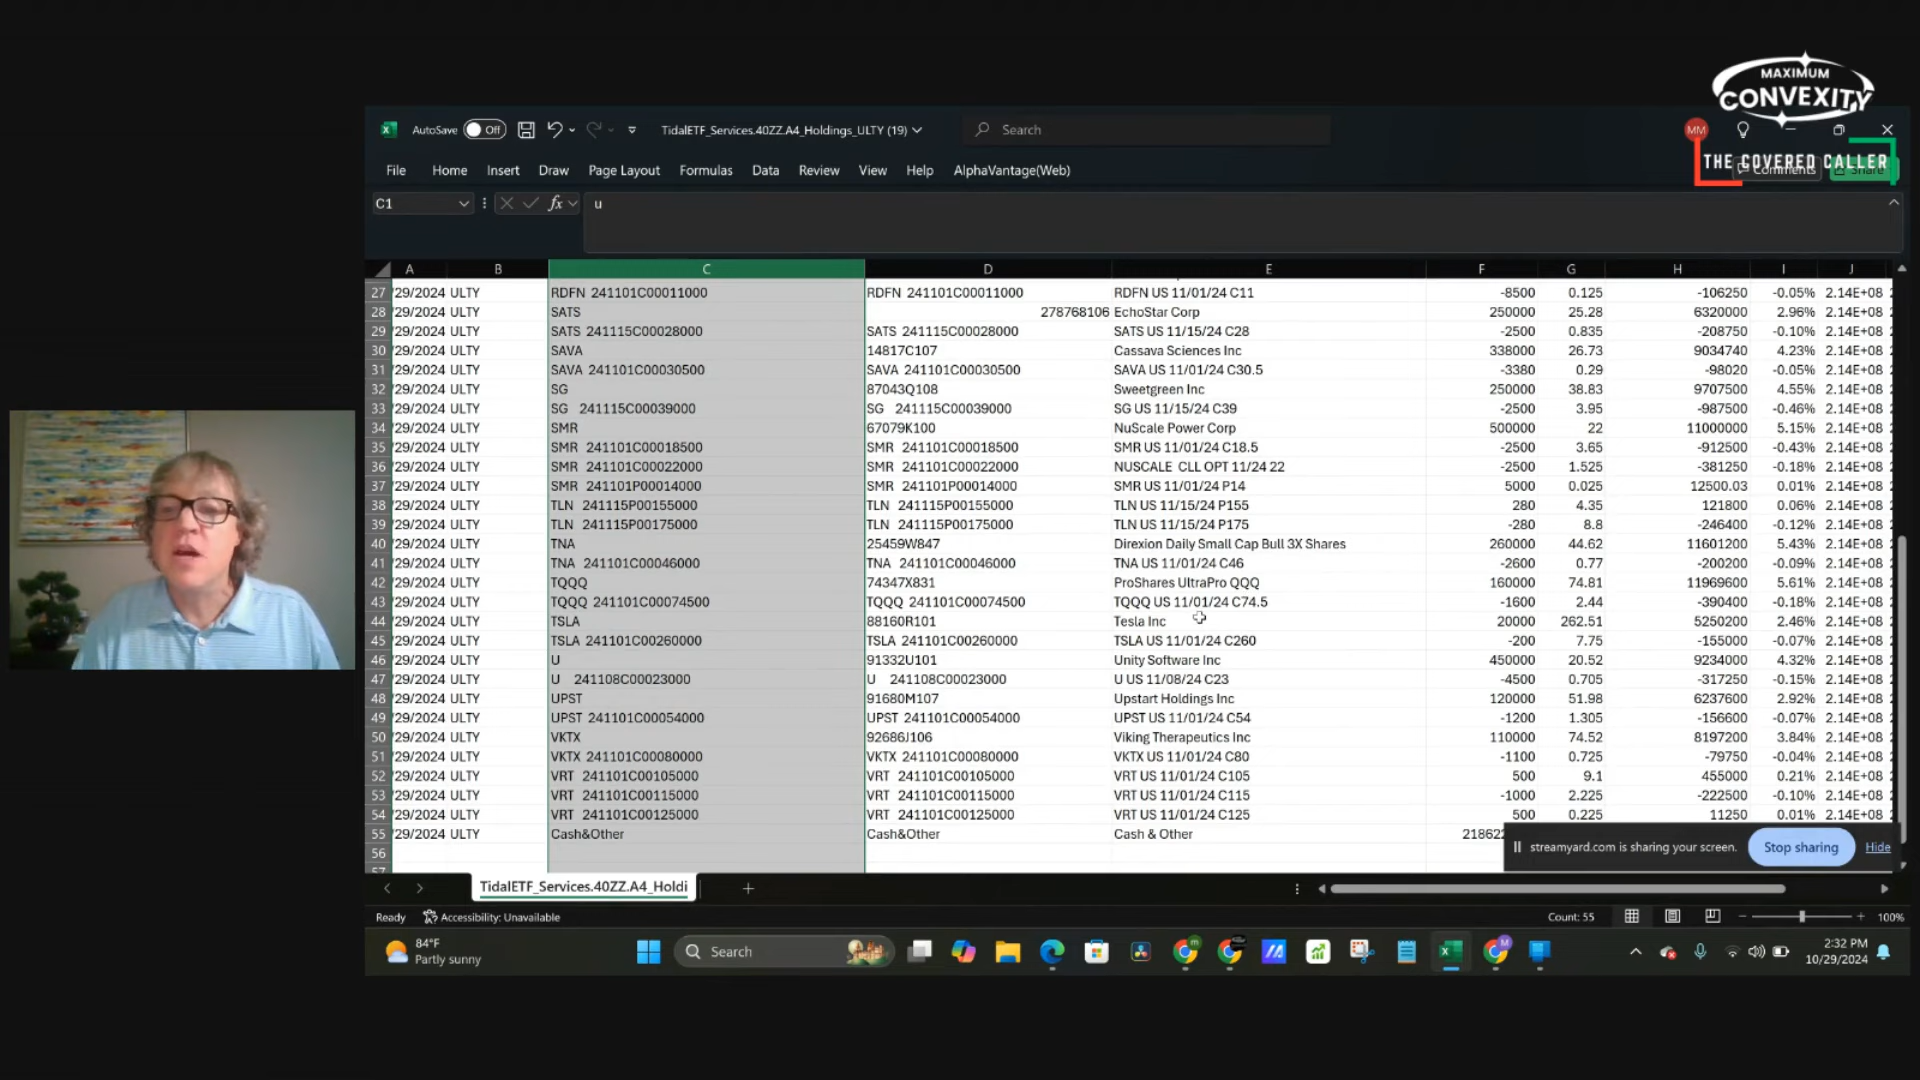 MAXIMUM
CONVEXITY
AutoSave Off TidalETF_Services.40ZZ.A4_Holdings_ULTY (19) Search MM
THE COVERED CALLER
File Home Insert Draw Page Layout Formulas Data Review View Help AlphaVantage(Web) Comments Share
C1 fx u
A B C D E F G H I J
27 /29/2024 ULTY RDFN 241101C00011000 RDFN 241101C00011000 RDFN US 11/01/24 C11 -8500 0.125 -106250 -0.05% 2.14E+08
28 /29/2024 ULTY SATS 278768106 EchoStar Corp 250000 25.28 6320000 2.96% 2.14E+08
29 /29/2024 ULTY SATS 241115C00028000 SATS 241115C00028000 SATS US 11/15/24 C28 -2500 0.835 -208750 -0.10% 2.14E+08
30 /29/2024 ULTY SAVA 14817C107 Cassava Sciences Inc 338000 26.73 9034740 4.23% 2.14E+08
31 /29/2024 ULTY SAVA 241101C00030500 SAVA 241101C00030500 SAVA US 11/01/24 C30.5 -3380 0.29 -98020 -0.05% 2.14E+08
32 /29/2024 ULTY SG 87043Q108 Sweetgreen Inc 250000 38.83 9707500 4.55% 2.14E+08
33 /29/2024 ULTY SG 241115C00039000 SG 241115C00039000 SG US 11/15/24 C39 -2500 3.95 -987500 -0.46% 2.14E+08
34 /29/2024 ULTY SMR 67079K100 NuScale Power Corp 500000 22 11000000 5.15% 2.14E+08
35 /29/2024 ULTY SMR 241101C00018500 SMR 241101C00018500 SMR US 11/01/24 C18.5 -2500 3.65 -912500 -0.43% 2.14E+08
36 /29/2024 ULTY SMR 241101C00022000 SMR 241101C00022000 NUSCALE CLL OPT 11/24 22 -2500 1.525 -381250 -0.18% 2.14E+08
37 /29/2024 ULTY SMR 241101P00014000 SMR 241101P00014000 SMR US 11/01/24 P14 5000 0.025 12500.03 0.01% 2.14E+08
38 /29/2024 ULTY TLN 241115P00155000 TLN 241115P00155000 TLN US 11/15/24 P155 280 4.35 121800 0.06% 2.14E+08
39 /29/2024 ULTY TLN 241115P00175000 TLN 241115P00175000 TLN US 11/15/24 P175 -280 8.8 -246400 -0.12% 2.14E+08
40 /29/2024 ULTY TNA 25459W847 Direxion Daily Small Cap Bull 3X Shares 260000 44.62 11601200 5.43% 2.14E+08
41 /29/2024 ULTY TNA 241101C00046000 TNA 241101C00046000 TNA US 11/01/24 C46 -2600 0.77 -200200 -0.09% 2.14E+08
42 /29/2024 ULTY TQQQ 74347X831 ProShares UltraPro QQQ 160000 74.81 11969600 5.61% 2.14E+08
43 /29/2024 ULTY TQQQ 241101C00074500 TQQQ 241101C00074500 TQQQ US 11/01/24 C74.5 -1600 2.44 -390400 -0.18% 2.14E+08
44 /29/2024 ULTY TSLA 88160R101 Tesla Inc 20000 262.51 5250200 2.46% 2.14E+08
45 /29/2024 ULTY TSLA 241101C00260000 TSLA 241101C00260000 TSLA US 11/01/24 C260 -200 7.75 -155000 -0.07% 2.14E+08
46 /29/2024 ULTY U 91332U101 Unity Software Inc 450000 20.52 9234000 4.32% 2.14E+08
47 /29/2024 ULTY U 241108C00023000 U 241108C00023000 U US 11/08/24 C23 -4500 0.705 -317250 -0.15% 2.14E+08
48 /29/2024 ULTY UPST 91680M107 Upstart Holdings Inc 120000 51.98 6237600 2.92% 2.14E+08
49 /29/2024 ULTY UPST 241101C00054000 UPST 241101C00054000 UPST US 11/01/24 C54 -1200 1.305 -156600 -0.07% 2.14E+08
50 /29/2024 ULTY VKTX 92686J106 Viking Therapeutics Inc 110000 74.52 8197200 3.84% 2.14E+08
51 /29/2024 ULTY VKTX 241101C00080000 VKTX 241101C00080000 VKTX US 11/01/24 C80 -1100 0.725 -79750 -0.04% 2.14E+08
52 /29/2024 ULTY VRT 241101C00105000 VRT 241101C00105000 VRT US 11/01/24 C105 500 9.1 455000 0.21% 2.14E+08
53 /29/2024 ULTY VRT 241101C00115000 VRT 241101C00115000 VRT US 11/01/24 C115 -1000 2.225 -222500 -0.10% 2.14E+08
54 /29/2024 ULTY VRT 241101C00125000 VRT 241101C00125000 VRT US 11/01/24 C125 500 0.225 11250 0.01% 2.14E+08
55 /29/2024 ULTY Cash&Other Cash&Other Cash & Other 21862
streamyard.com is sharing your screen. Stop sharing Hide
56
57
TidalETF_Services.40ZZ.A4_Holdi
Ready Accessibility: Unavailable Count: 55 100%
84°F
Partly sunny
Search
2:32 PM
10/29/2024